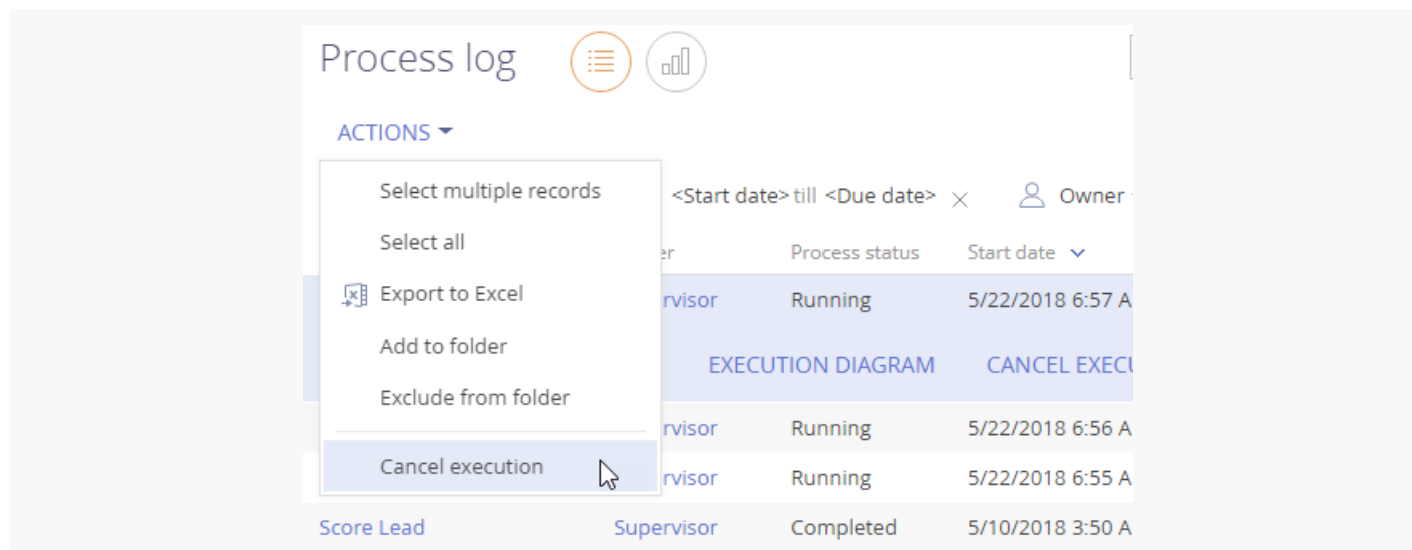 Process log
ACTIONS
Select multiple records
<Start date> till <Due date>
Owner
Select all
Process status
Start date
Export to Excel
Running
5/22/2018 6:57 A
Add to folder
EXECUTION DIAGRAM
CANCEL
Exclude from folder
Running
5/22/2018 6:56 A
Cancel execution
Running
5/22/2018 6:55 A
Score Lead
Supervisor
Completed
5/10/2018 3:50 A